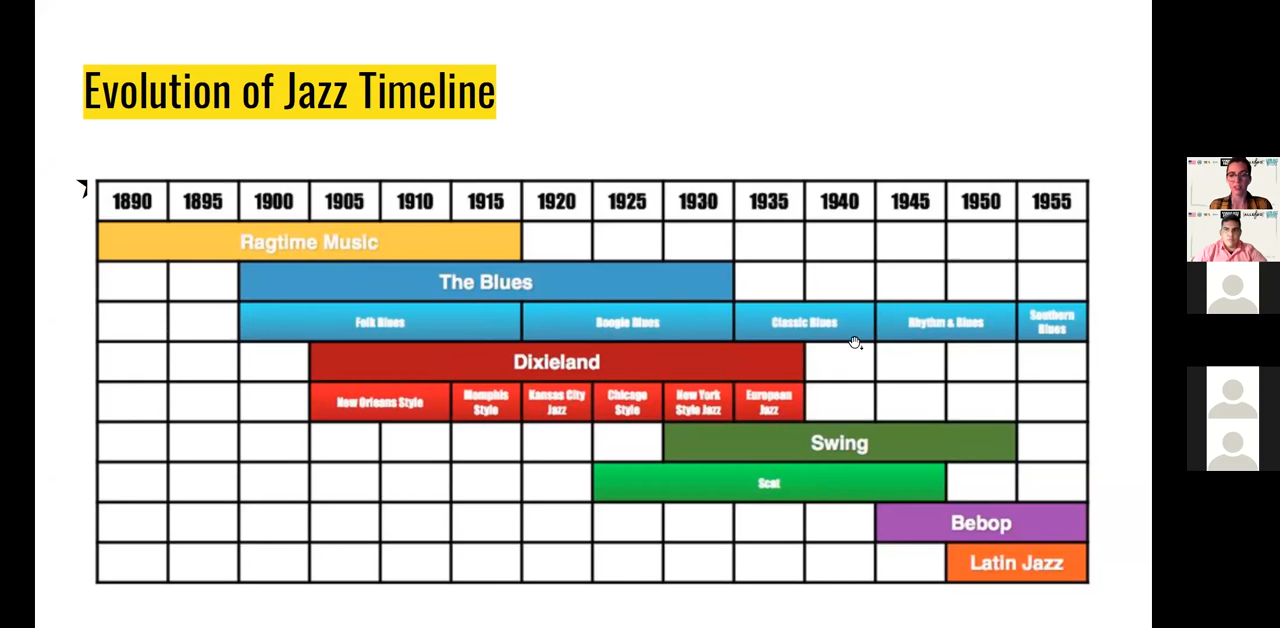 Evolution of Jazz Timeline
1890 1895 1900 1905 1910 1915 1920 1925 1930 1935 1940 1945 1950 1955
Ragtime Music
The Blues
Folk Blues Boogie Blues Classic Blues Rhythm & Blues Southern
Blues
Dixieland
New Orleans Style Memphis Kansas City Chicago New York European
Style Jazz Style Style Jazz Jazz
Swing
Scat
Bebop
Latin Jazz